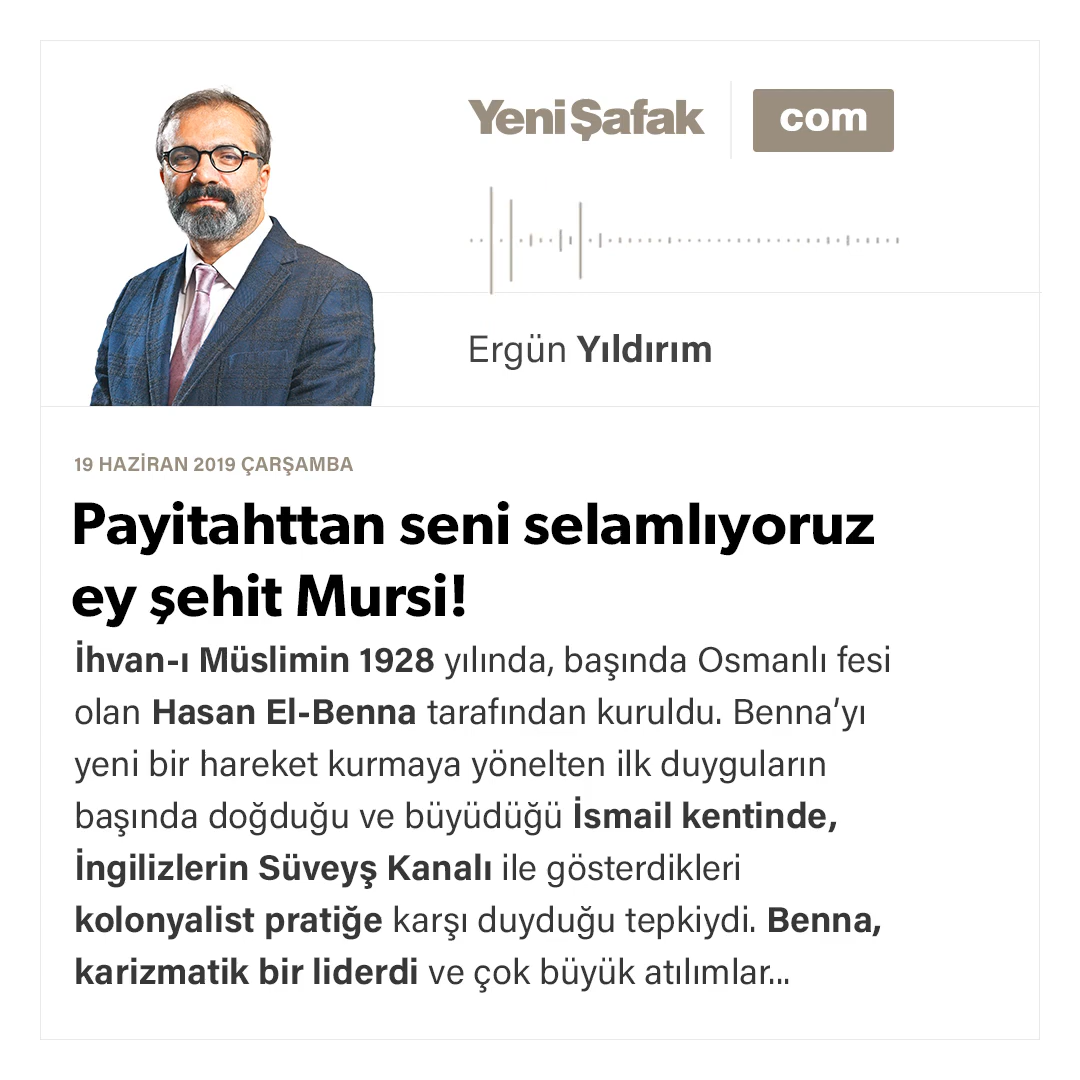 YeniŞafak
com
Ergün Yıldırım
19 HAZİRAN 2019 ÇARŞAMBA
Payitahttan seni selamlıyoruz
ey şehit Mursi!
İhvan-ı Müslimin 1928 yılında, başında Osmanlı fesi
olan Hasan El-Benna tarafından kuruldu. Benna’yı
yeni bir hareket kurmaya yönelten ilk duyguların
başında doğduğu ve büyüdüğü İsmail kentinde,
İngilizlerin Süveyş Kanalı ile gösterdikleri
kolonyalist pratiğe karşı duyduğu tepkiydi. Benna,
karizmatik bir liderdi ve çok büyük atılımlar...